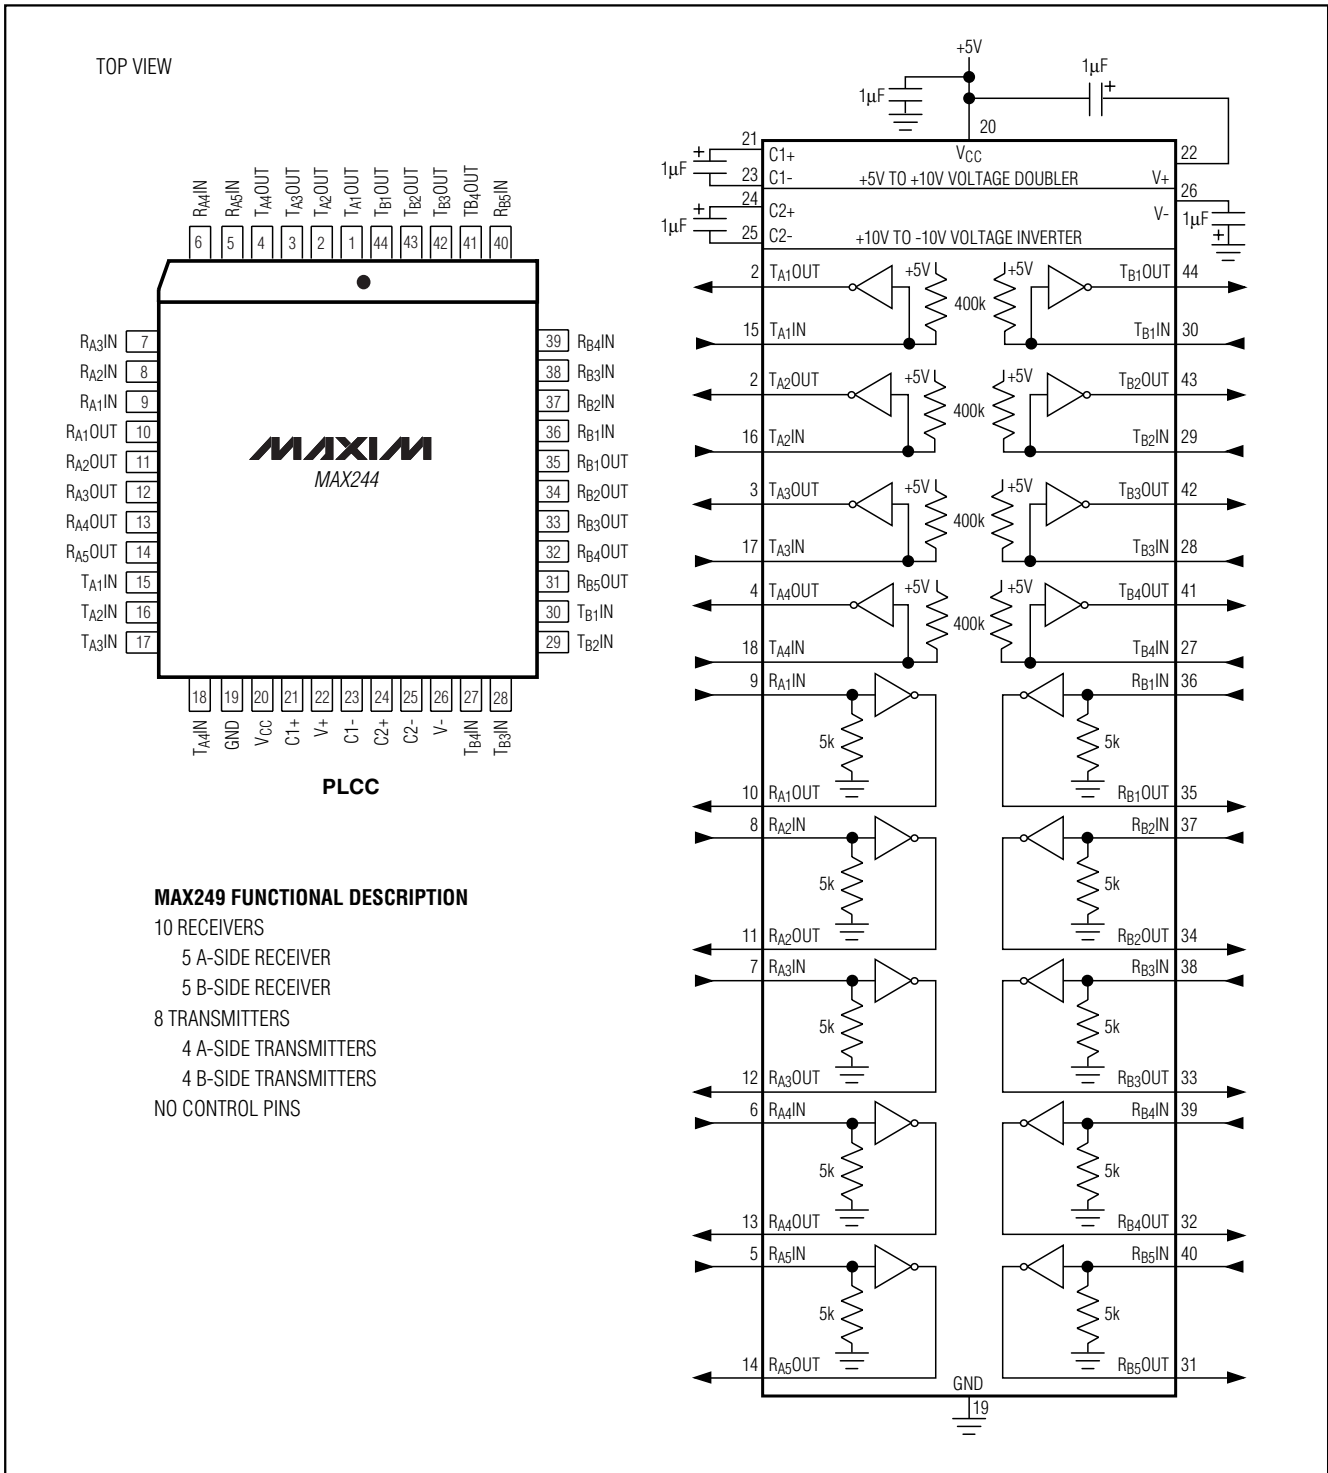 TOP VIEW
RA4IN
RA5IN
TA4OUT
TA3OUT
TA2OUT
TA1OUT
TB1OUT
TB2OUT
TB3OUT
TB4OUT
RB5IN
6 5 4 3 2 1 44 43 42 41 40
RA3IN 7
RA2IN 8
RA1IN 9
RA1OUT 10
RA2OUT 11
RA3OUT 12
RA4OUT 13
RA5OUT 14
TA1IN 15
TA2IN 16
TA3IN 17
MAXIM
MAX244
39 RB4IN
38 RB3IN
37 RB2IN
36 RB1IN
35 RB1OUT
34 RB2OUT
33 RB3OUT
32 RB4OUT
31 RB5OUT
30 TB1IN
29 TB2IN
18 19 20 21 22 23 24 25 26 27 28
TA4IN
GND
VCC
C1+
V+
C1-
C2+
C2-
V-
TB4IN
TB3IN
PLCC
MAX249 FUNCTIONAL DESCRIPTION
10 RECEIVERS
5 A-SIDE RECEIVER
5 B-SIDE RECEIVER
8 TRANSMITTERS
4 A-SIDE TRANSMITTERS
4 B-SIDE TRANSMITTERS
NO CONTROL PINS
+5V
1µF
1µF +
20
21 C1+ VCC 22
1µF +
23 C1- +5V TO +10V VOLTAGE DOUBLER V+
24 C2+ V- 26
1µF +
25 C2- +10V TO -10V VOLTAGE INVERTER
1µF +
2 TA1OUT +5V +5V TB1OUT 44
400k
15 TA1IN TB1IN 30
2 TA2OUT +5V +5V TB2OUT 43
400k
16 TA2IN TB2IN 29
3 TA3OUT +5V +5V TB3OUT 42
400k
17 TA3IN TB3IN 28
4 TA4OUT +5V +5V TB4OUT 41
400k
18 TA4IN TB4IN 27
9 RA1IN RB1IN 36
5k 5k
10 RA1OUT RB1OUT 35
8 RA2IN RB2IN 37
5k 5k
11 RA2OUT RB2OUT 34
7 RA3IN RB3IN 38
5k 5k
12 RA3OUT RB3OUT 33
6 RA4IN RB4IN 39
5k 5k
13 RA4OUT RB4OUT 32
5 RA5IN RB5IN 40
5k 5k
14 RA5OUT RB5OUT 31
GND
19